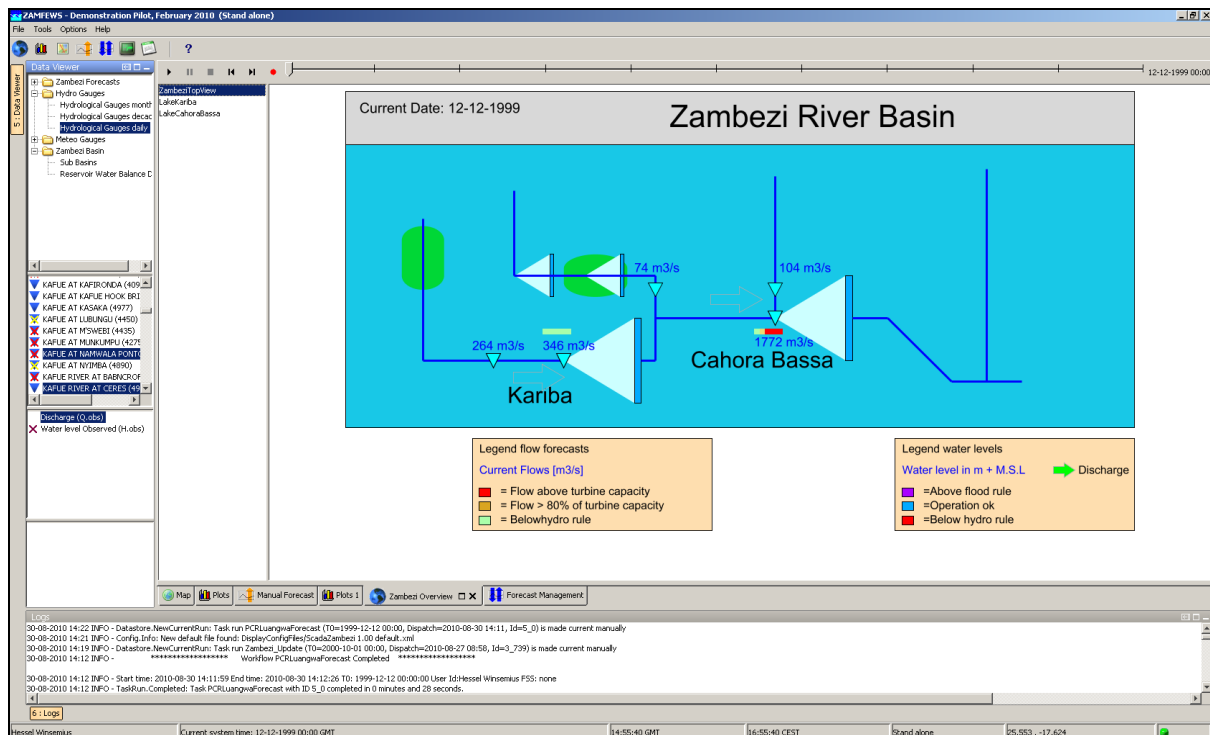 ZAMFEWS - Demonstration Pilot, February 2010 (Stand alone)
File Tools Options Help
?
5 : Data Viewer
Data Viewer
Zambezi Forecasts
Hydro Gauges
Hydrological Gauges month
Hydrological Gauges decac
Hydrological Gauges daily
Meteo Gauges
Zambezi Basin
Sub Basins
Reservoir Water Balance D
KAFUE AT KAFIRONDA (409
KAFUE AT KAFUE HOOK BRI
KAFUE AT KASAKA (4977)
KAFUE AT LUBUNGU (4450)
KAFUE AT M'SWEBI (4435)
KAFUE AT MUNKUMPU (4275
KAFUE AT NAMWALA PONTO
KAFUE AT NYIMBA (4890)
KAFUE RIVER AT BABNCROF
KAFUE RIVER AT CERES (49
Discharge (Q.obs)
Water level Observed (H.obs)
12-12-1999 00:00
ZambeziTopView
LakeKariba
LakeCahoraBassa
Current Date: 12-12-1999
Zambezi River Basin
74 m3/s
104 m3/s
264 m3/s
346 m3/s
1772 m3/s
Cahora Bassa
Kariba
Legend flow forecasts
Current Flows [m3/s]
= Flow above turbine capacity
= Flow > 80% of turbine capacity
= Belowhydro rule
Legend water levels
Water level in m + M.S.L
Discharge
=Above flood rule
=Operation ok
=Below hydro rule
Map
Plots
Manual Forecast
Plots 1
Zambezi Overview
Forecast Management
Logs
30-08-2010 14:22 INFO - Datastore.NewCurrentRun: Task run PCRLuangwaForecast (T0=1999-12-12 00:00, Dispatch=2010-08-30 14:11, Id=5_0) is made current manually
30-08-2010 14:21 INFO - Config.Info: New default file found: DisplayConfigFiles/ScadaZambezi 1.00 default.xml
30-08-2010 14:19 INFO - Datastore.NewCurrentRun: Task run Zambezi_Update (T0=2000-10-01 00:00, Dispatch=2010-08-27 08:58, Id=3_739) is made current manually
30-08-2010 14:12 INFO - ****************** Workflow PCRLuangwaForecast Completed ******************
30-08-2010 14:12 INFO - Start time: 2010-08-30 14:11:59 End time: 2010-08-30 14:12:26 T0: 1999-12-12 00:00:00 User Id:Hessel Winsemius FSS: none
30-08-2010 14:12 INFO - TaskRun.Completed: Task PCRLuangwaForecast with ID 5_0 completed in 0 minutes and 28 seconds.
6 : Logs
Hessel Winsemius
Current system time: 12-12-1999 00:00 GMT
14:55:40 GMT
16:55:40 CEST
Stand alone
25.553 , -17.624